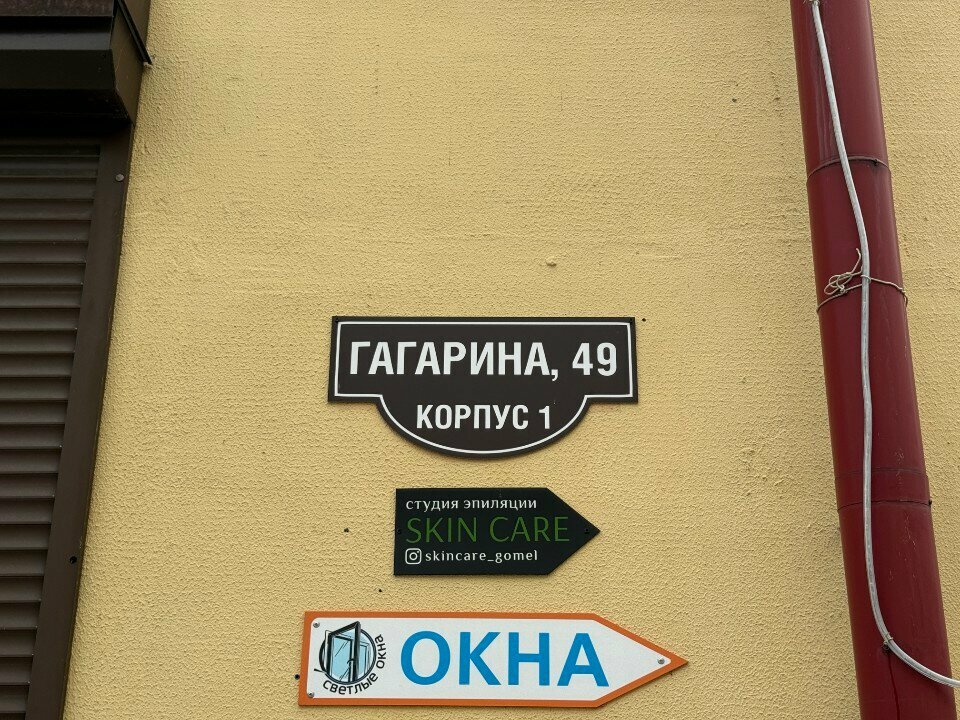 ГАГАРИНА, 49
КОРПУС 1
студия эпиляции
SKIN CARE
skincare_gomel
светлые окна
ОКНА